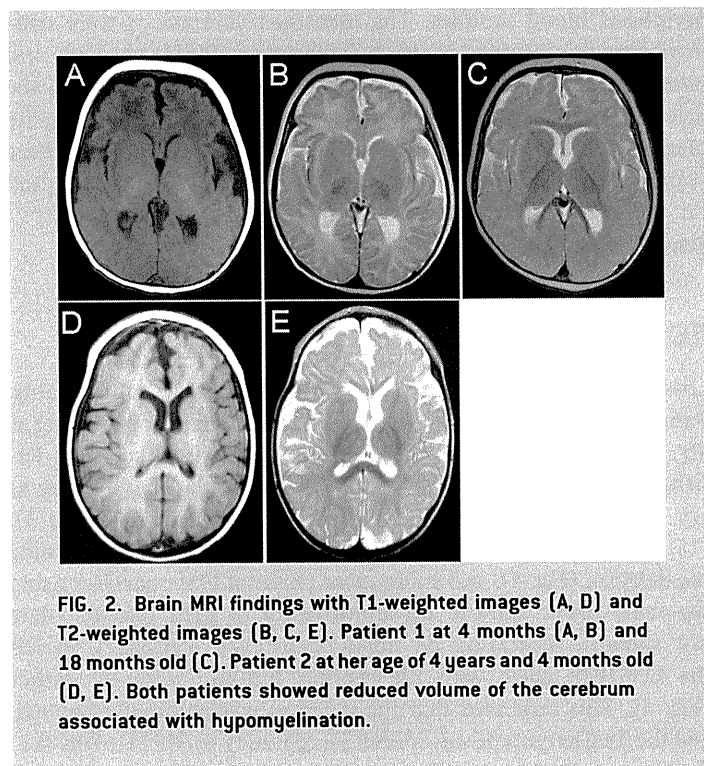 A
B
C
D
E
FIG. 2. Brain MRI findings with T1-weighted images (A, D) and
T2-weighted images (B, C, E). Patient 1 at 4 months (A, B) and
18 months old (C). Patient 2 at her age of 4 years and 4 months old
(D, E). Both patients showed reduced volume of the cerebrum
associated with hypomyelination.